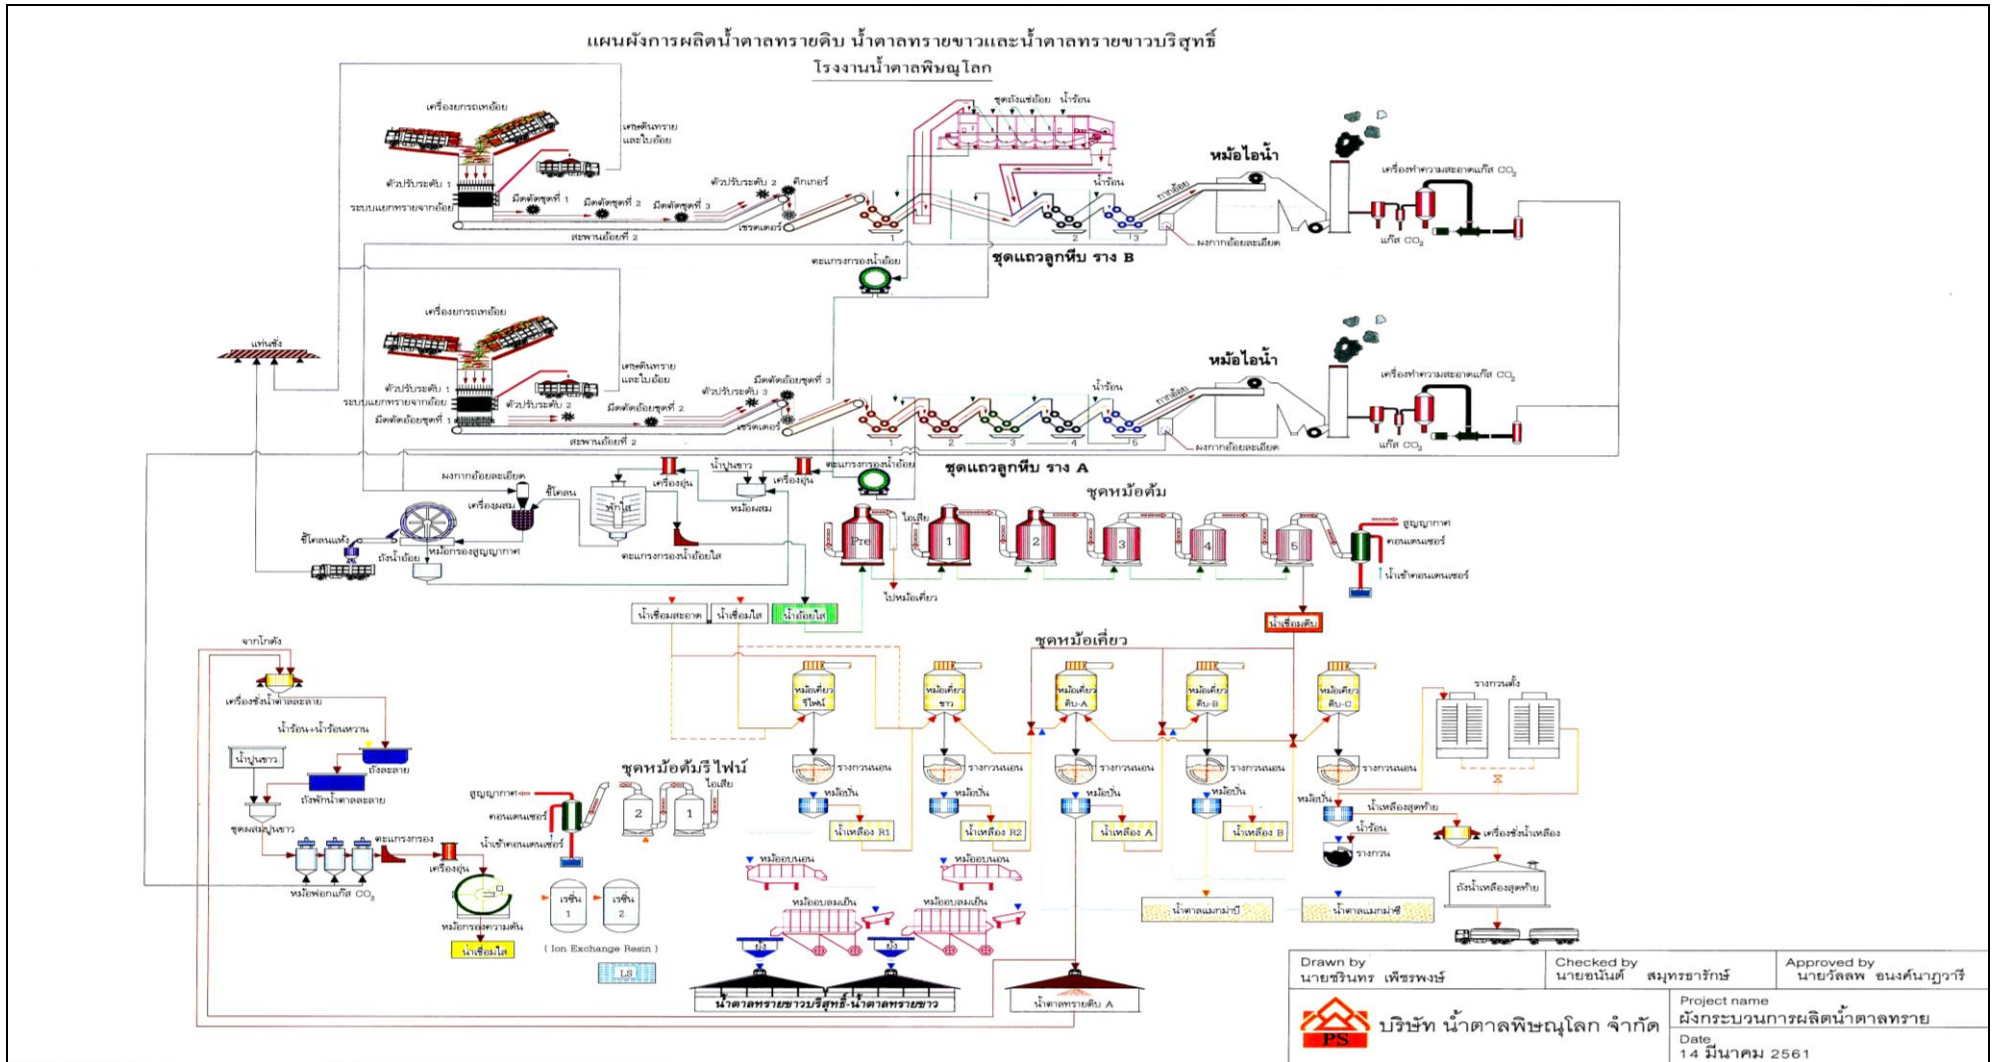 แผนผังการผลิตน้ำตาลทรายดิบ น้ำตาลทรายขาวและน้ำตาลทรายขาวบริสุทธิ์
โรงงานน้ำตาลพิษณุโลก
เครื่องยกรถเทอ้อย
เศษดินทราย
และใบอ้อย
ตัวปรับระดับ 1
ระบบแยกทรายจากอ้อย
มีดตัดชุดที่ 1
มีดตัดชุดที่ 2
มีดตัดชุดที่ 3
ตัวปรับระดับ 2
คิกเกอร์
เชรดเดอร์
สะพานอ้อยที่ 2
ชุดถังแช่อ้อย
น้ำร้อน
น้ำร้อน
1
2
3
กากอ้อย
หม้อไอน้ำ
ผงกากอ้อยละเอียด
เครื่องทำความสะอาดแก๊ส CO2
แก๊ส CO2
ชุดแถวลูกหีบ ราง B
ตะแกรงกรองน้ำอ้อย
แท่นชั่ง
เครื่องยกรถเทอ้อย
เศษดินทราย
และใบอ้อย
ตัวปรับระดับ 1
ระบบแยกทรายจากอ้อย
มีดตัดอ้อยชุดที่ 1
ตัวปรับระดับ 2
มีดตัดอ้อยชุดที่ 2
ตัวปรับระดับ 3
มีดตัดอ้อยชุดที่ 3
เชรดเดอร์
สะพานอ้อยที่ 2
น้ำร้อน
1
2
3
4
5
กากอ้อย
หม้อไอน้ำ
ผงกากอ้อยละเอียด
เครื่องทำความสะอาดแก๊ส CO2
แก๊ส CO2
ชุดแถวลูกหีบ ราง A
ตะแกรงกรองน้ำอ้อย
ผงกากอ้อยละเอียด
เครื่องผสม
ขี้โคลน
พักใส
เครื่องอุ่น
น้ำปูนขาว
เครื่องอุ่น
หม้อผสม
ขี้โคลนแห้ง
ถังน้ำอ้อย
หม้อกรองสูญญากาศ
ตะแกรงกรองน้ำอ้อยใส
ชุดหม้อต้ม
ไอเสีย
Pre
1
2
3
4
5
สูญญากาศ
คอนเดนเซอร์
น้ำเข้าคอนเดนเซอร์
ไปหม้อเคี่ยว
น้ำเชื่อมสะอาด
น้ำเชื่อมใส
น้ำอ้อยใส
น้ำเชื่อมดิบ
ชุดหม้อเคี่ยว
จากโกดัง
เครื่องชั่งน้ำตาลละลาย
น้ำร้อน+น้ำร้อนหวาน
น้ำปูนขาว
ถังละลาย
ถังพักน้ำตาลละลาย
ชุดผสมปูนขาว
ตะแกรงกรอง
เครื่องอุ่น
หม้อฟอกแก๊ส CO2
หม้อกรองความดัน
น้ำเชื่อมใส
ชุดหม้อต้มรีไฟน์
สูญญากาศ
ไอเสีย
คอนเดนเซอร์
น้ำเข้าคอนเดนเซอร์
2
1
เรซิ่น
1
เรซิ่น
2
( Ion Exchange Resin )
LS
หม้อเคี่ยว
รีไฟน์
หม้อเคี่ยว
ขาว
หม้อเคี่ยว
ดิบ-A
หม้อเคี่ยว
ดิบ-B
หม้อเคี่ยว
ดิบ-C
รางกวนตั้ง
รางกวนนอน
รางกวนนอน
รางกวนนอน
รางกวนนอน
รางกวนนอน
หม้อปั่น
หม้อปั่น
หม้อปั่น
หม้อปั่น
หม้อปั่น
น้ำเหลือง R1
น้ำเหลือง R2
น้ำเหลือง A
น้ำเหลือง B
น้ำเหลืองสุดท้าย
น้ำร้อน
รางกวน
เครื่องชั่งน้ำเหลือง
ถังน้ำเหลืองสุดท้าย
หม้ออบนอน
หม้ออบนอน
หม้ออบลมเย็น
หม้ออบลมเย็น
ยุ้ง
ยุ้ง
น้ำตาลแมกม่าบี
น้ำตาลแมกม่าซี
น้ำตาลทรายขาวบริสุทธิ์-น้ำตาลทรายขาว
น้ำตาลทรายดิบ A
Drawn by
นายชรินทร เพ็ชรพงษ์
Checked by
นายอนันต์ สมุทรธารักษ์
Approved by
นายวัลลพ อนงค์นาฏวารี
PS
บริษัท น้ำตาลพิษณุโลก จำกัด
Project name
ผังกระบวนการผลิตน้ำตาลทราย
Date
14 มีนาคม 2561